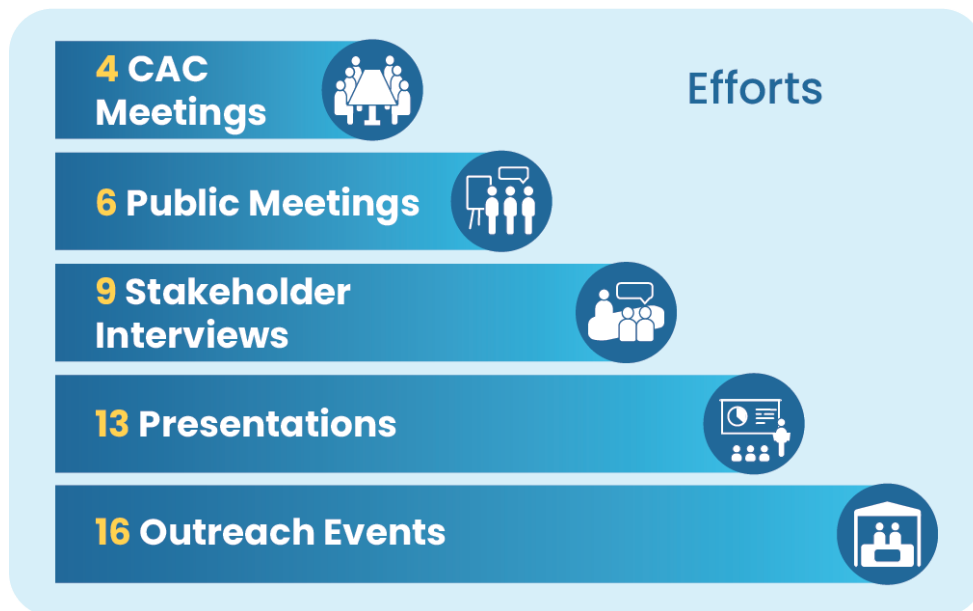 4 CAC
Meetings
Efforts
6 Public Meetings
9 Stakeholder
Interviews
13 Presentations
16 Outreach Events